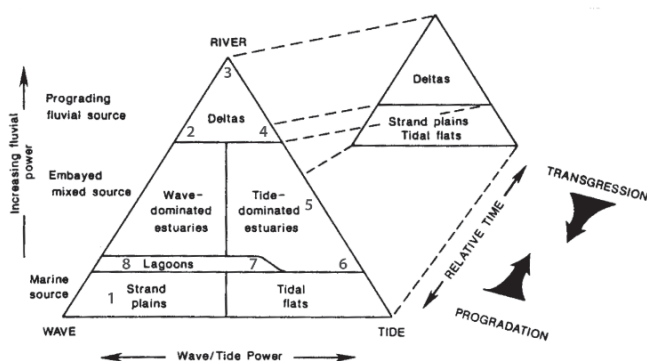 RIVER
3
Prograding
fluvial source
Deltas
2
4
Embayed
mixed source
Wave-
dominated
estuaries
Tide-
dominated
estuaries
5
Increasing fluvial
power
8
Lagoons
7
6
Marine
source
1
Strand
plains
Tidal
flats
WAVE
TIDE
Wave/Tide Power
Deltas
Strand plains
Tidal flats
TRANSGRESSION
RELATIVE TIME
PROGRADATION